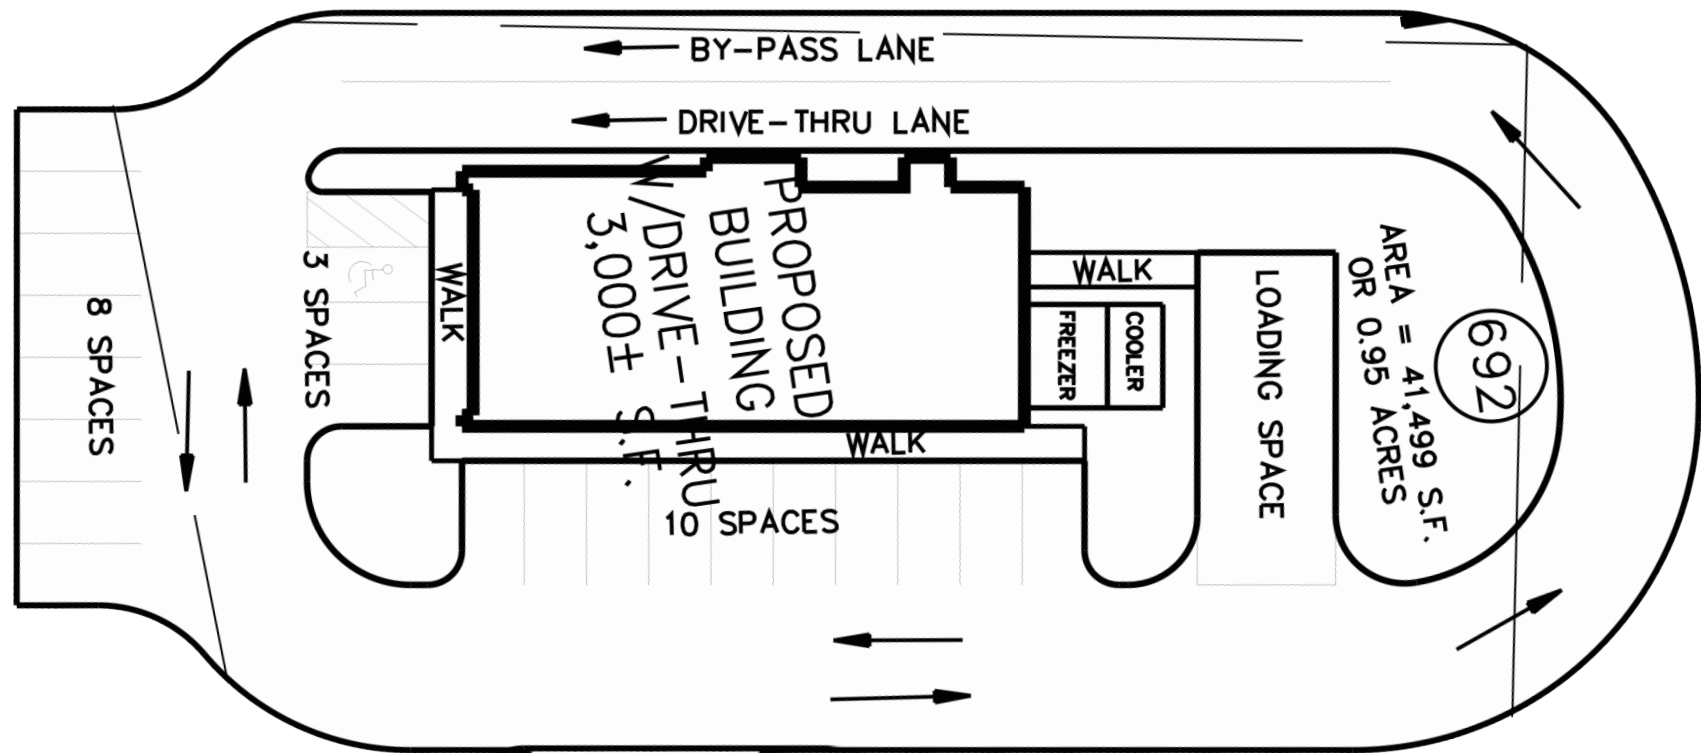 BY-PASS LANE
DRIVE-THRU LANE
8 SPACES
3 SPACES
WALK
PROPOSED
BUILDING
W/DRIVE-THRU
3,000± S.F.
WALK
FREEZER
COOLER
LOADING SPACE
AREA = 41,499 S.F.
OR 0.95 ACRES
692
WALK
10 SPACES